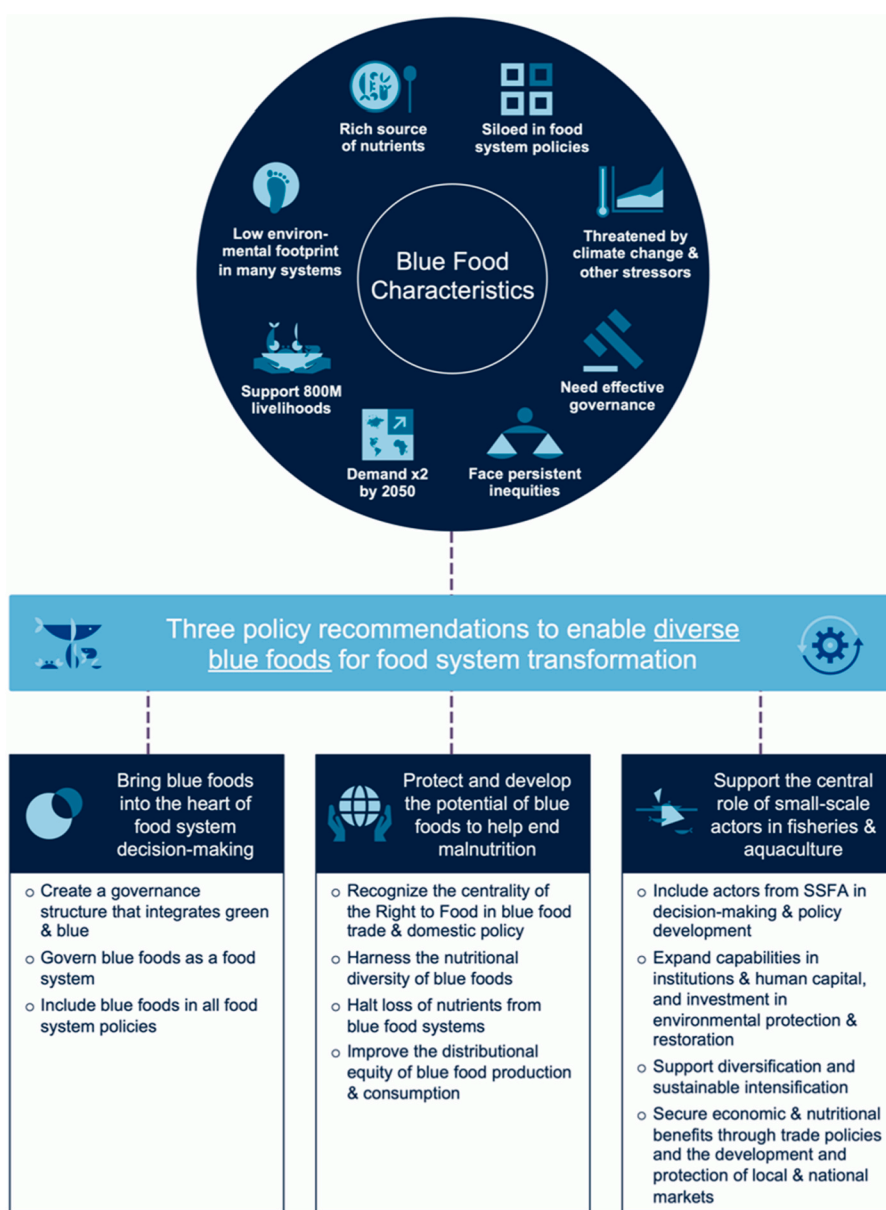 Rich source
of nutrients
Siloed in food
system policies
Low environ-
mental footprint
in many systems
Threatened by
climate change &
other stressors
Blue Food
Characteristics
Support 800M
livelihoods
Need effective
governance
Demand x2
by 2050
Face persistent
inequities
Three policy recommendations to enable diverse
blue foods for food system transformation
Bring blue foods
into the heart of
food system
decision-making
o Create a governance
structure that integrates green
& blue
o Govern blue foods as a food
system
o Include blue foods in all food
system policies
Protect and develop
the potential of blue
foods to help end
malnutrition
o Recognize the centrality of
the Right to Food in blue food
trade & domestic policy
o Harness the nutritional
diversity of blue foods
o Halt loss of nutrients from
blue food systems
o Improve the distributional
equity of blue food production
& consumption
Support the central
role of small-scale
actors in fisheries &
aquaculture
o Include actors from SSFA in
decision-making & policy
development
o Expand capabilities in
institutions & human capital,
and investment in
environmental protection &
restoration
o Support diversification and
sustainable intensification
o Secure economic & nutritional
benefits through trade policies
and the development and
protection of local & national
markets